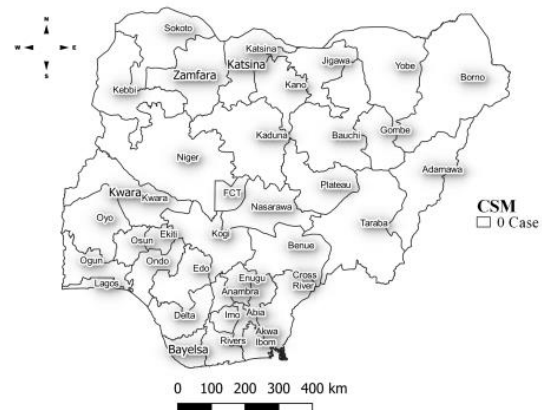 N
W E
S
Sokoto
Katsina
Katsina
Jigawa
Yobe
Borno
Zamfara
Kebbi
Kano
Kaduna
Bauchi
Gombe
Niger
Adamawa
Plateau
FCT
Kwara
Kwara
Nasarawa
CSM
0 Case
Oyo
Taraba
Ekiti
Osun
Kogi
Benue
Ogun
Ondo
Edo
Lagos
Enugu
Cross
River
Anambra
Delta
Imo
Abia
Akwa
Ibom
Rivers
Bayelsa
0 100 200 300 400 km